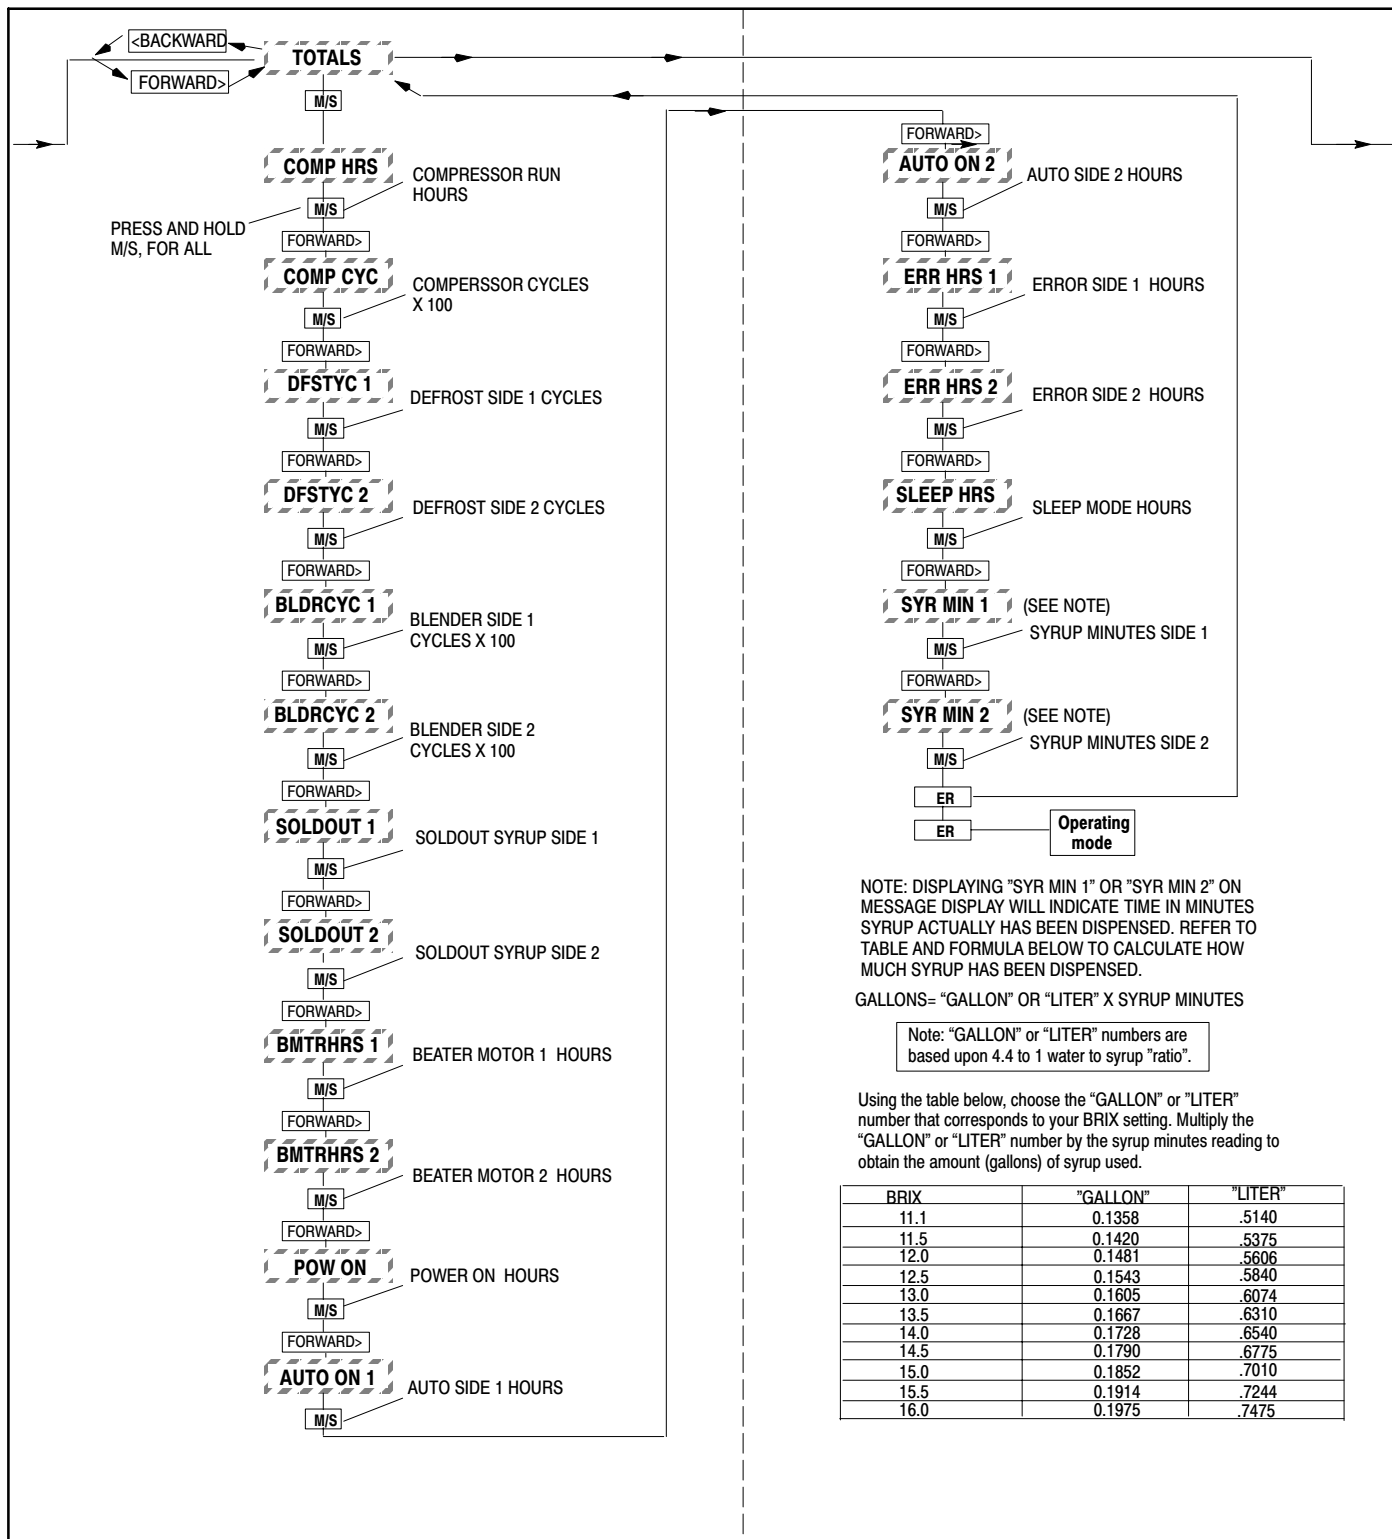 <BACKWARD
TOTALS
FORWARD>
M/S
COMP HRS
COMPRESSOR RUN
HOURS
M/S
PRESS AND HOLD
M/S, FOR ALL
FORWARD>
COMP CYC
COMPERSSOR CYCLES
X 100
M/S
FORWARD>
DFSTYC 1
DEFROST SIDE 1 CYCLES
M/S
FORWARD>
DFSTYC 2
DEFROST SIDE 2 CYCLES
M/S
FORWARD>
BLDRCYC 1
BLENDER SIDE 1
CYCLES X 100
M/S
FORWARD>
BLDRCYC 2
BLENDER SIDE 2
CYCLES X 100
M/S
FORWARD>
SOLDOUT 1
SOLDOUT SYRUP SIDE 1
M/S
FORWARD>
SOLDOUT 2
SOLDOUT SYRUP SIDE 2
M/S
FORWARD>
BMTRHRS 1
BEATER MOTOR 1 HOURS
M/S
FORWARD>
BMTRHRS 2
BEATER MOTOR 2 HOURS
M/S
FORWARD>
POW ON
POWER ON HOURS
M/S
FORWARD>
AUTO ON 1
AUTO SIDE 1 HOURS
M/S
FORWARD>
AUTO ON 2
AUTO SIDE 2 HOURS
M/S
FORWARD>
ERR HRS 1
ERROR SIDE 1 HOURS
M/S
FORWARD>
ERR HRS 2
ERROR SIDE 2 HOURS
M/S
FORWARD>
SLEEP HRS
SLEEP MODE HOURS
M/S
FORWARD>
SYR MIN 1 (SEE NOTE)
SYRUP MINUTES SIDE 1
M/S
FORWARD>
SYR MIN 2 (SEE NOTE)
SYRUP MINUTES SIDE 2
M/S
ER
ER
Operating
mode
NOTE: DISPLAYING ”SYR MIN 1” OR ”SYR MIN 2” ON
MESSAGE DISPLAY WILL INDICATE TIME IN MINUTES
SYRUP ACTUALLY HAS BEEN DISPENSED. REFER TO
TABLE AND FORMULA BELOW TO CALCULATE HOW
MUCH SYRUP HAS BEEN DISPENSED.
GALLONS= “GALLON” OR “LITER” X SYRUP MINUTES
Note: “GALLON” or “LITER” numbers are
based upon 4.4 to 1 water to syrup ”ratio”.
Using the table below, choose the “GALLON” or ”LITER”
number that corresponds to your BRIX setting. Multiply the
“GALLON” or “LITER” number by the syrup minutes reading to
obtain the amount (gallons) of syrup used.
BRIX ”GALLON” ”LITER”
11.1 0.1358 .5140
11.5 0.1420 .5375
12.0 0.1481 .5606
12.5 0.1543 .5840
13.0 0.1605 .6074
13.5 0.1667 .6310
14.0 0.1728 .6540
14.5 0.1790 .6775
15.0 0.1852 .7010
15.5 0.1914 .7244
16.0 0.1975 .7475